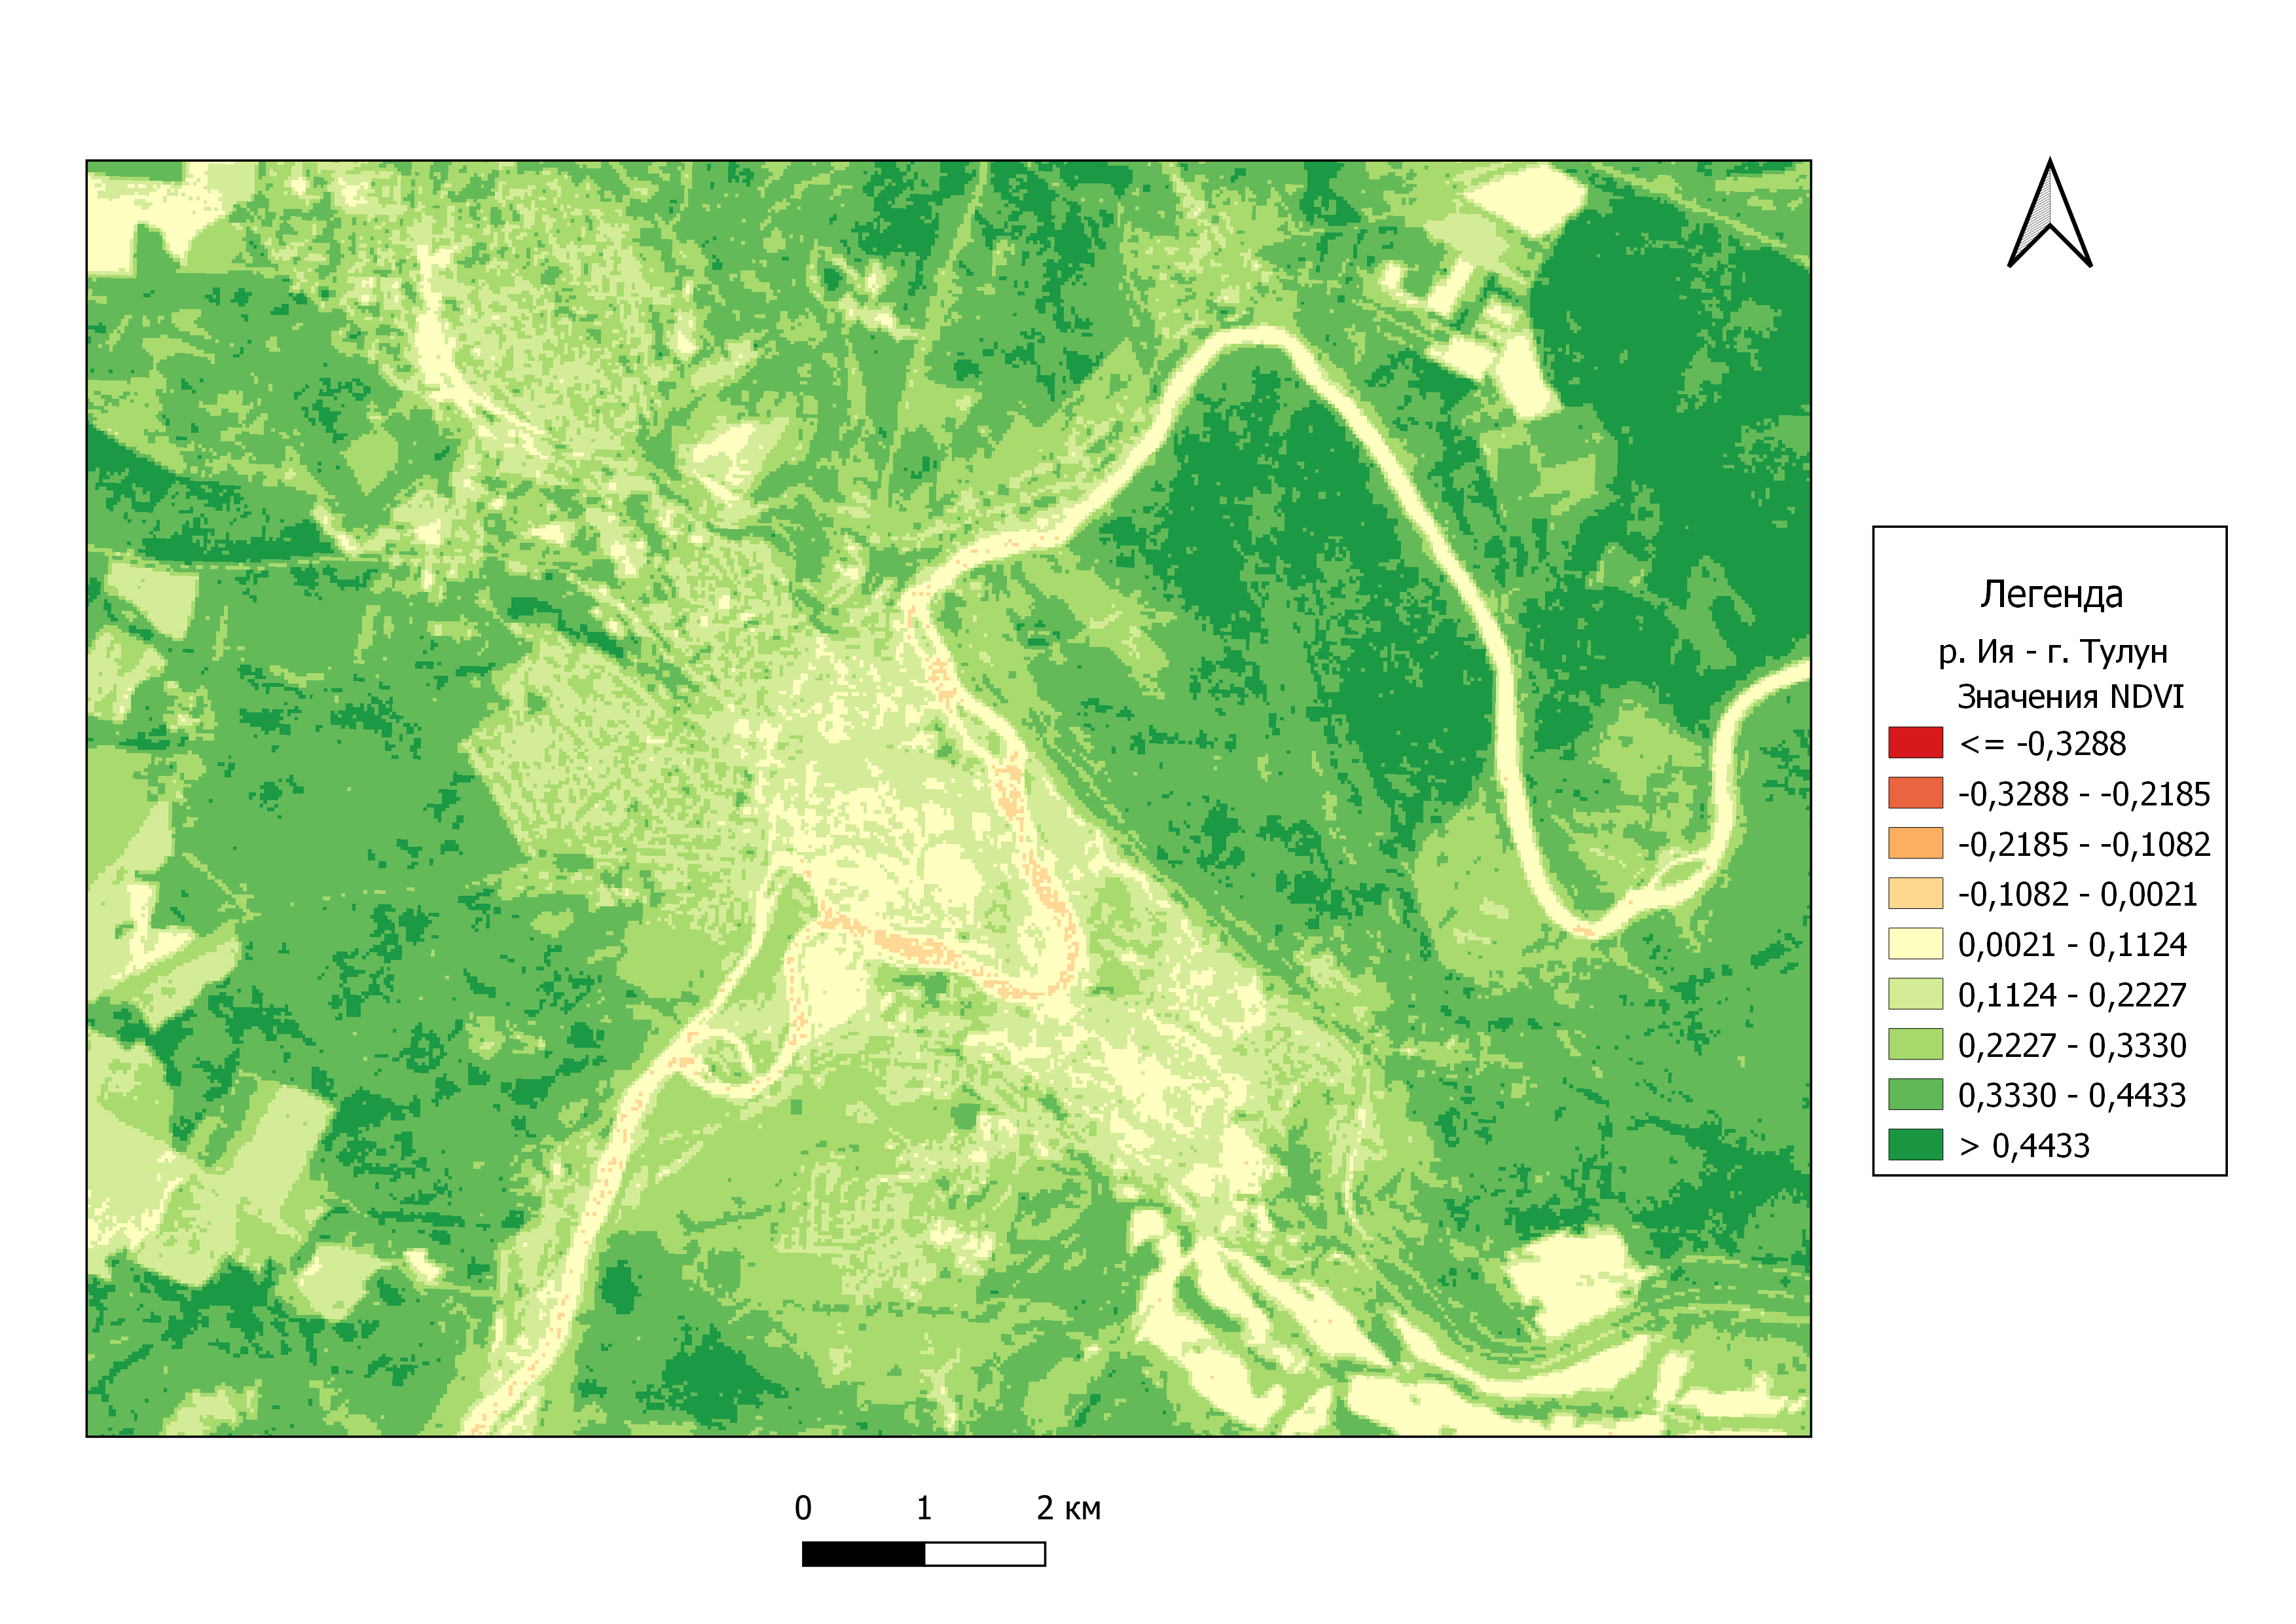 Легенда
р. Ия - г. Тулун
Значения NDVI
<= -0,3288
-0,3288 - -0,2185
-0,2185 - -0,1082
-0,1082 - 0,0021
0,0021 - 0,1124
0,1124 - 0,2227
0,2227 - 0,3330
0,3330 - 0,4433
> 0,4433
0 1 2 км